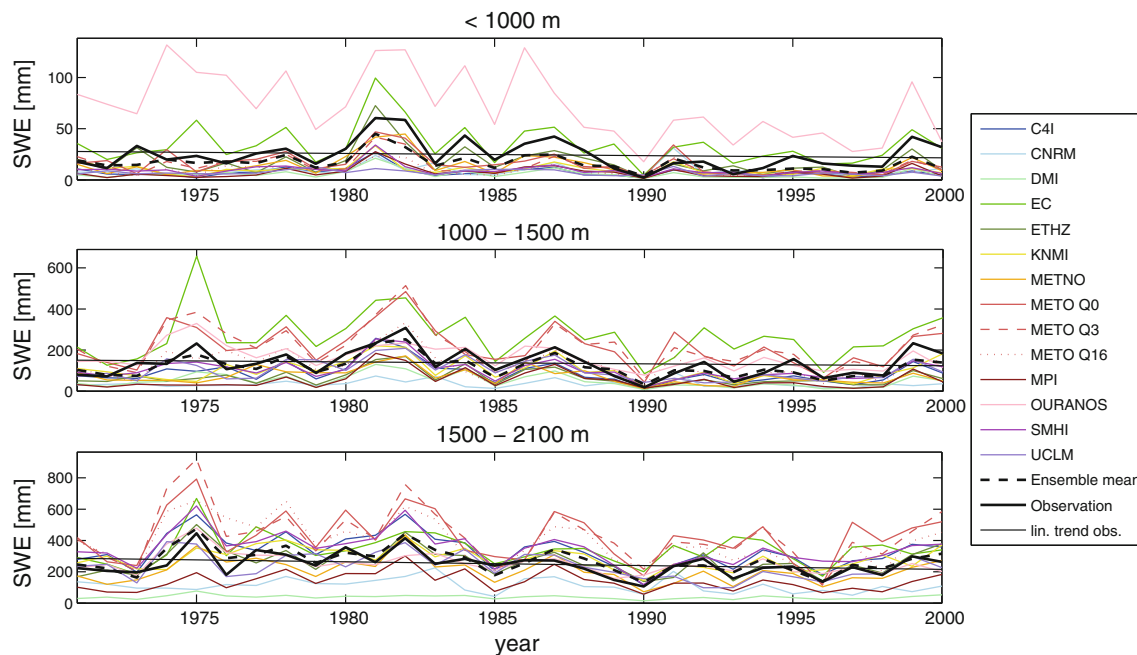 < 1000 m
SWE [mm]
100
50
0
1975
1980
1985
1990
1995
2000
1000 – 1500 m
SWE [mm]
600
400
200
0
1975
1980
1985
1990
1995
2000
1500 – 2100 m
SWE [mm]
800
600
400
200
0
1975
1980
1985
1990
1995
2000
year
C4I
CNRM
DMI
EC
ETHZ
KNMI
METNO
METO Q0
METO Q3
METO Q16
MPI
OURANOS
SMHI
UCLM
Ensemble mean
Observation
lin. trend obs.